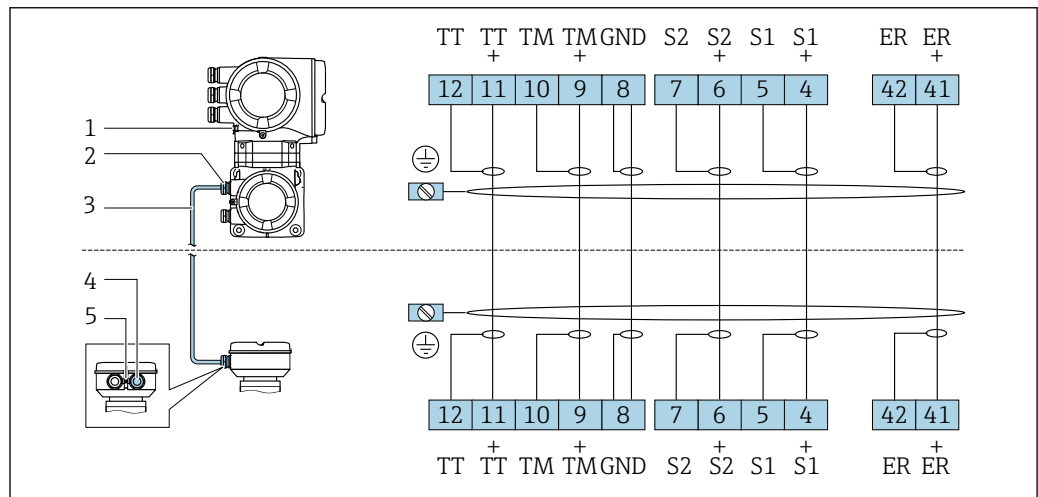 TT TT TM TM GND S2 S2 S1 S1 ER ER
+ + + + +
12 11 10 9 8 7 6 5 4 42 41
1
2
3
4
5
12 11 10 9 8 7 6 5 4 42 41
+ + + + +
TT TT TM TM GND S2 S2 S1 S1 ER ER